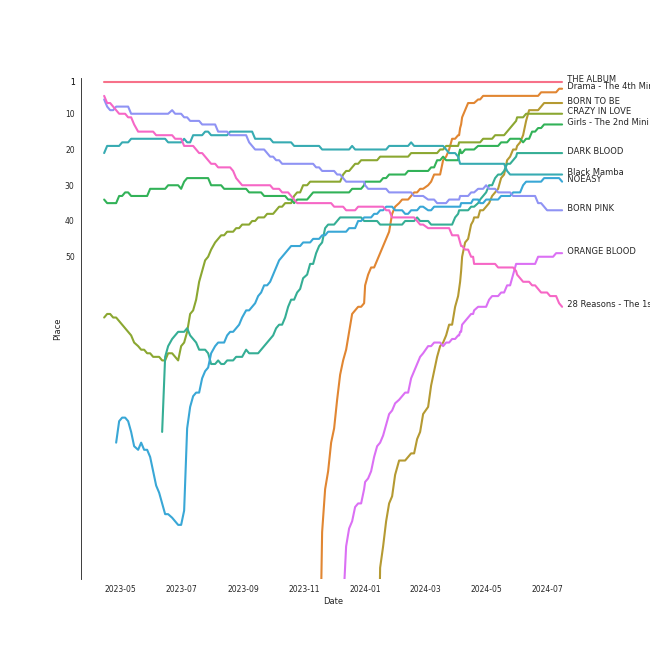 THE ALBUM
Drama - The 4th Mi
BORN TO BE
CRAZY IN LOVE
Girls - The 2nd Mini
DARK BLOOD
Black Mamba
NOEASY
BORN PINK
ORANGE BLOOD
28 Reasons - The 1s
1
10
20
30
40
50
Place
2023-05
2023-07
2023-09
2023-11
2024-01
2024-03
2024-05
2024-07
Date